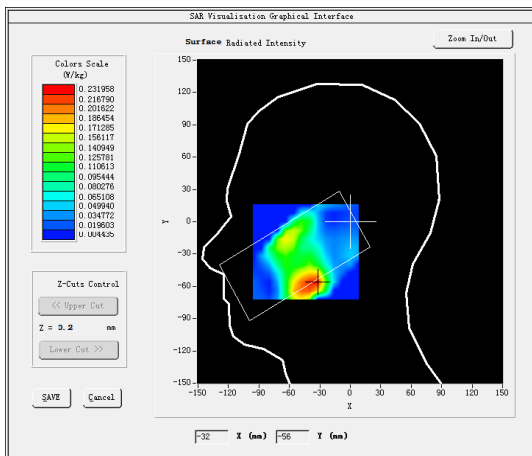 SAR Visualisation Graphical Interface
Surface Radiated Intensity
Zoom In/Out
Colors Scale
(W/kg)
0.231958
0.216790
0.201622
0.186454
0.171285
0.156117
0.140949
0.125781
0.110613
0.095444
0.080276
0.065108
0.049940
0.034772
0.019603
0.004435
Z-Cuts Control
<< Upper Cut
Z = 0.2 mm
Lower Cut >>
SAVE
Cancel
150
120
90
60
30
0
-30
-60
-90
-120
-150
Y
-150 -120 -90 -60 -30 0 30 60 90 120 150
X
-32 X (mm) -56 Y (mm)